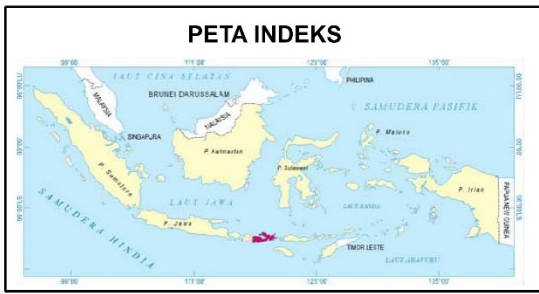 PETA INDEKS
99°00'
111°00'
123°00'
135°00'
LAUT CINA SELATAN
PHILIPINA
BRUNEI DARUSSALAM
MALAYSIA
MALAYSIA
SAMUDERA PASIFIK
SINGAPURA
P. Maluku
P. Kalimantan
P. Sulawesi
P. Sumatera
P. Irian
PAPUA NEW GUINEA
LAUT JAWA
LAUT BANDA
P. Jawa
SAMUDERA HINDIA
TIMOR LESTE
LAUT ARAFURU
99°00'
111°00'
123°00'
135°00'